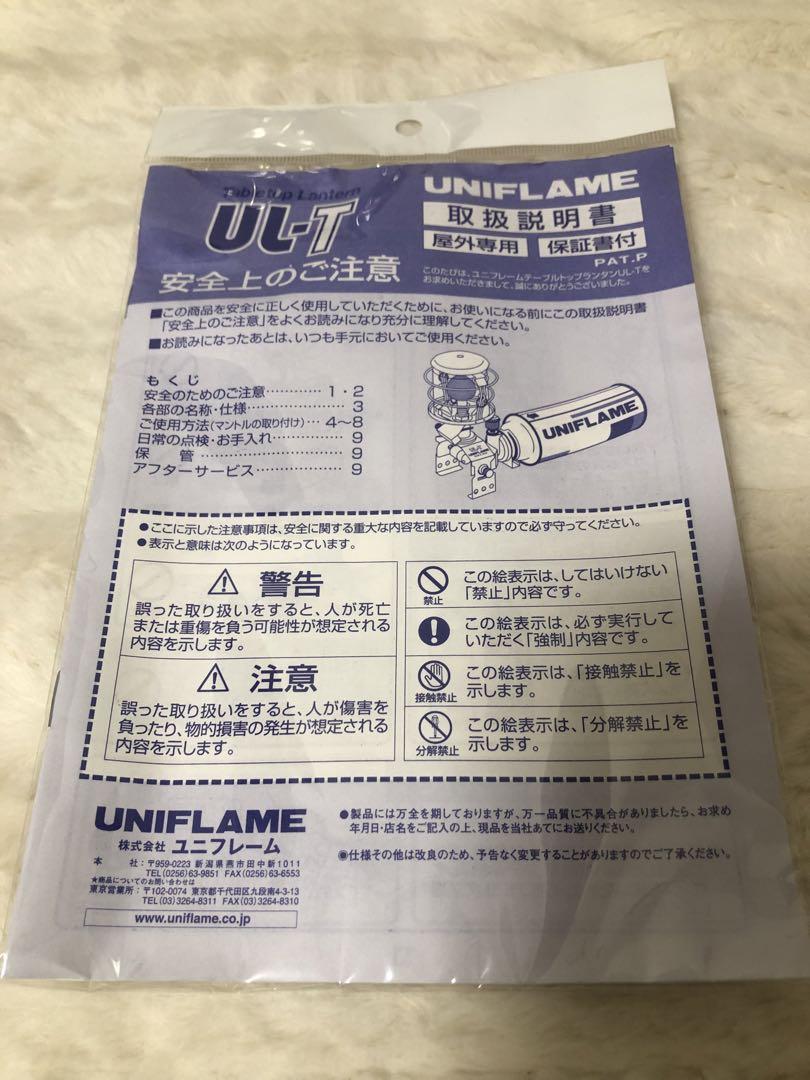 Tabletop Lantern
UL-T
安全上のご注意
UNIFLAME
取扱説明書
屋外専用 保証書付
PAT.P
このたびは、ユニフレームテーブルトップランタンUL-Tを
お求めいただきまして、誠にありがとうございました。
■この商品を安全に正しく使用していただくために、お使いになる前にこの取扱説明書
「安全上のご注意」をよくお読みになり充分に理解してください。
■お読みになったあとは、いつも手元においてご使用ください。
もくじ
安全のためのご注意………… 1・2
各部の名称・仕様……………… 3
ご使用方法(マントルの取り付け)… 4〜8
日常の点検・お手入れ………… 9
保 管………………………… 9
アフターサービス……………… 9
UNIFLAME
UL-T
●ここに示した注意事項は、安全に関する重大な内容を記載していますので必ず守ってください。
●表示と意味は次のようになっています。
⚠ 警告
誤った取り扱いをすると、人が死亡
または重傷を負う可能性が想定される
内容を示します。
⚠ 注意
誤った取り扱いをすると、人が傷害を
負ったり、物的損害の発生が想定される
内容を示します。
禁止
この絵表示は、してはいけない
「禁止」内容です。
この絵表示は、必ず実行して
いただく「強制」内容です。
接触禁止
この絵表示は、「接触禁止」を
示します。
分解禁止
この絵表示は、「分解禁止」を
示します。
UNIFLAME
株式会社 ユニフレーム
本 社:〒959-0223 新潟県燕市田中新1011
TEL(0256)63-9851 FAX(0256)63-6553
★商品についてのお問い合わせは
東京営業所:〒102-0074 東京都千代田区九段南4-3-13
TEL(03)3264-8311 FAX(03)3264-8310
www.uniflame.co.jp
●製品には万全を期しておりますが、万一品質に不具合がありましたら、お求め
年月日・店名をご記入の上、現品を当社あてにお送りください。
◉仕様その他は改良のため、予告なく変更することがありますのでご了承ください。